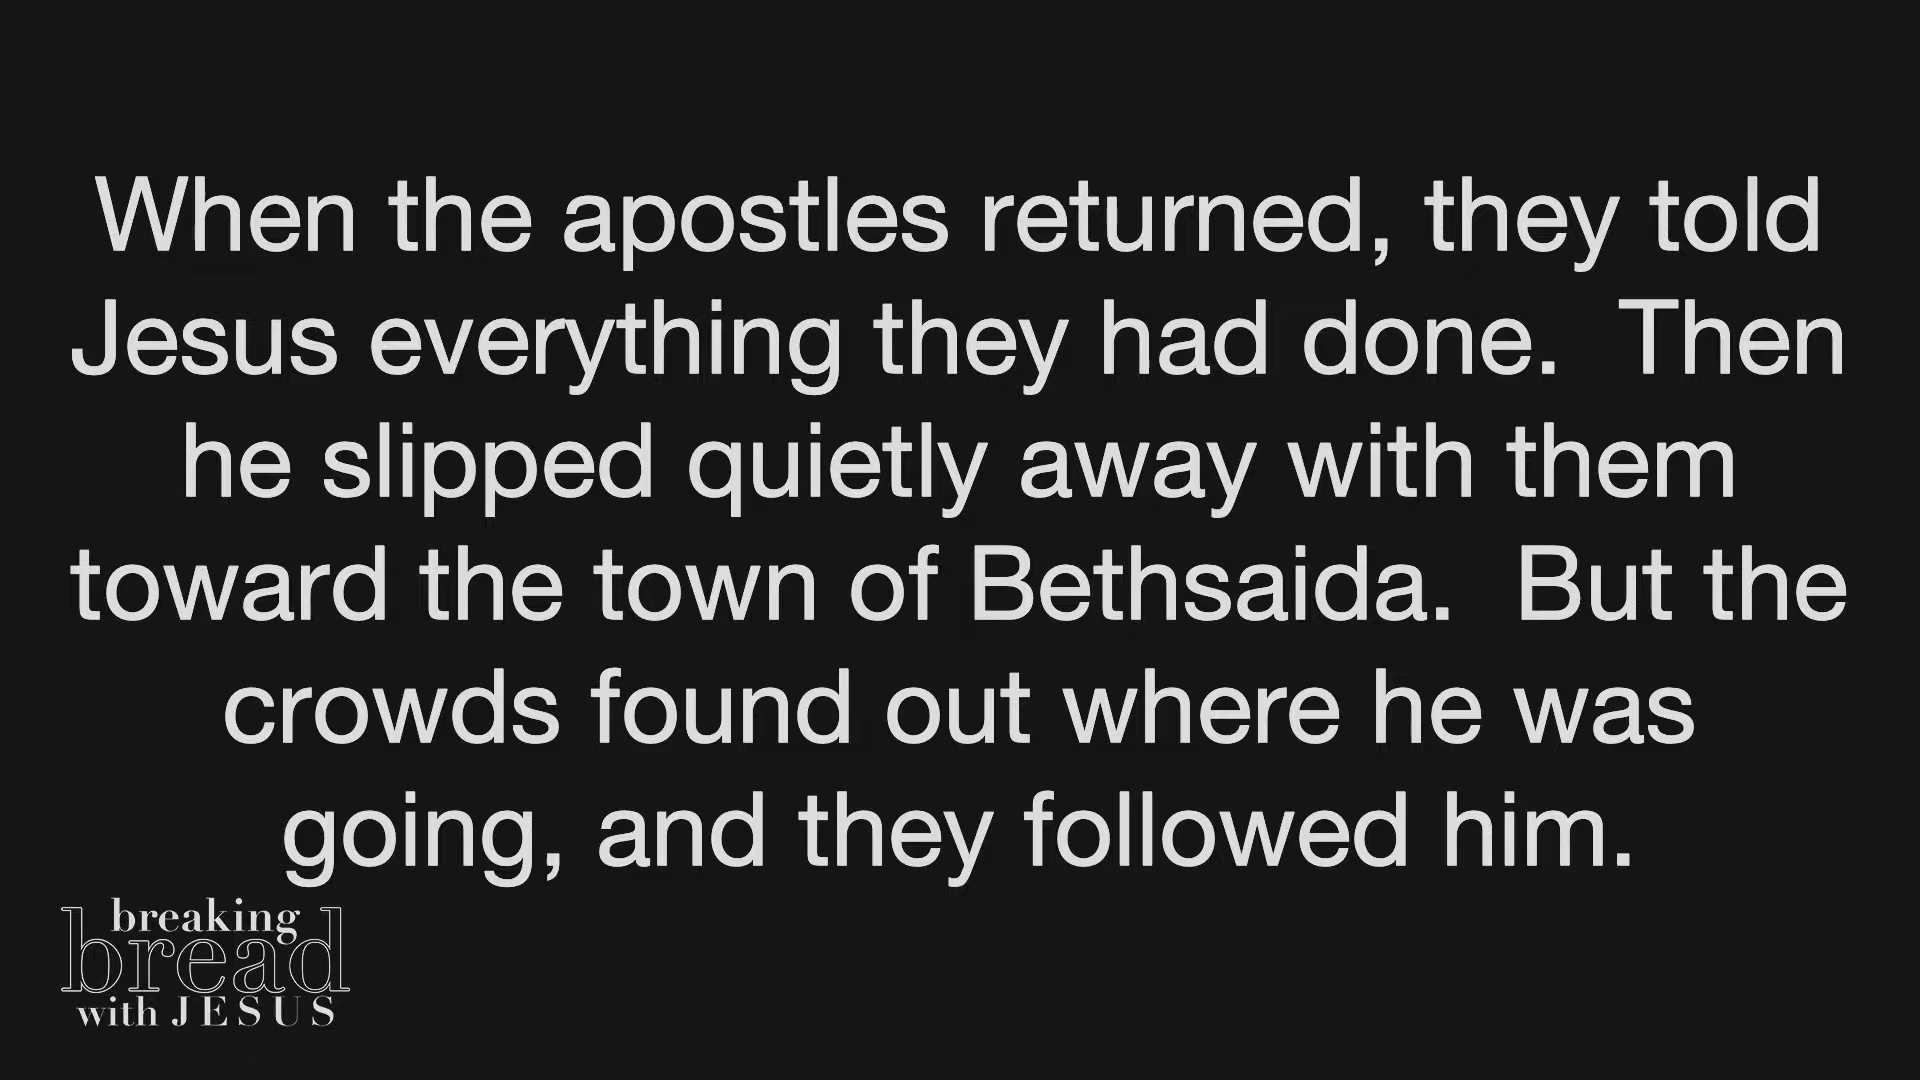 When the apostles returned, they told
Jesus everything they had done.  Then
he slipped quietly away with them
toward the town of Bethsaida.  But the
crowds found out where he was
going, and they followed him.
breaking
bread
with JESUS